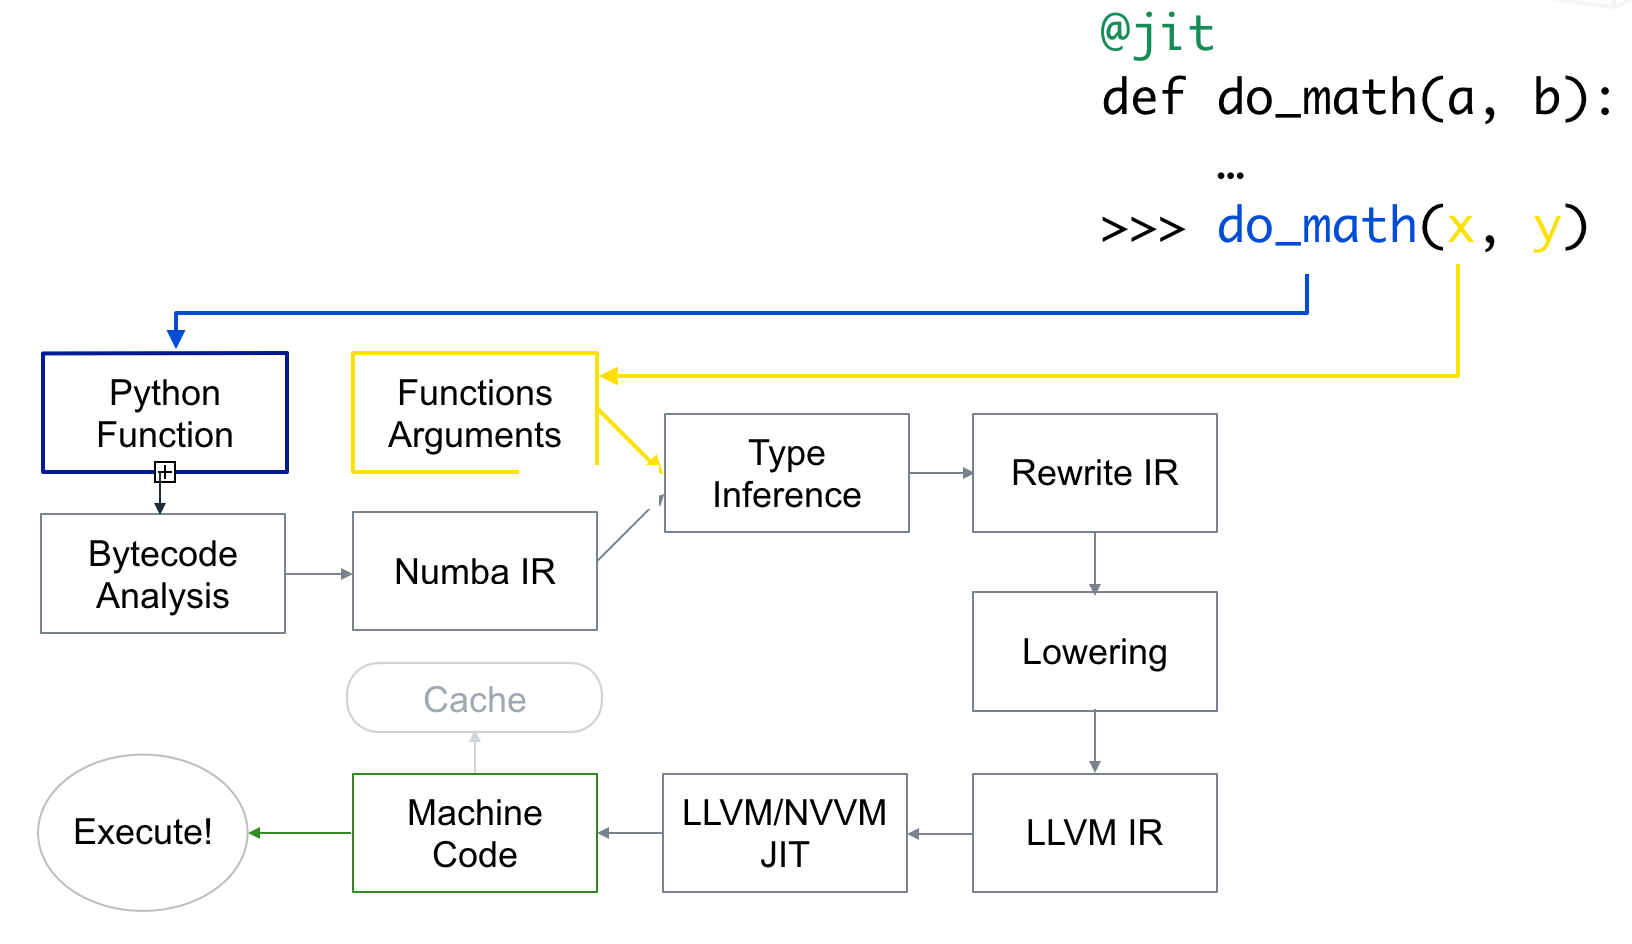 @jit
def do_math(a, b):
…
>>> do_math(x, y)
Python
Function
Functions
Arguments
Type
Inference
Rewrite IR
Bytecode
Analysis
Numba IR
Lowering
Cache
Execute!
Machine
Code
LLVM/NVVM
JIT
LLVM IR